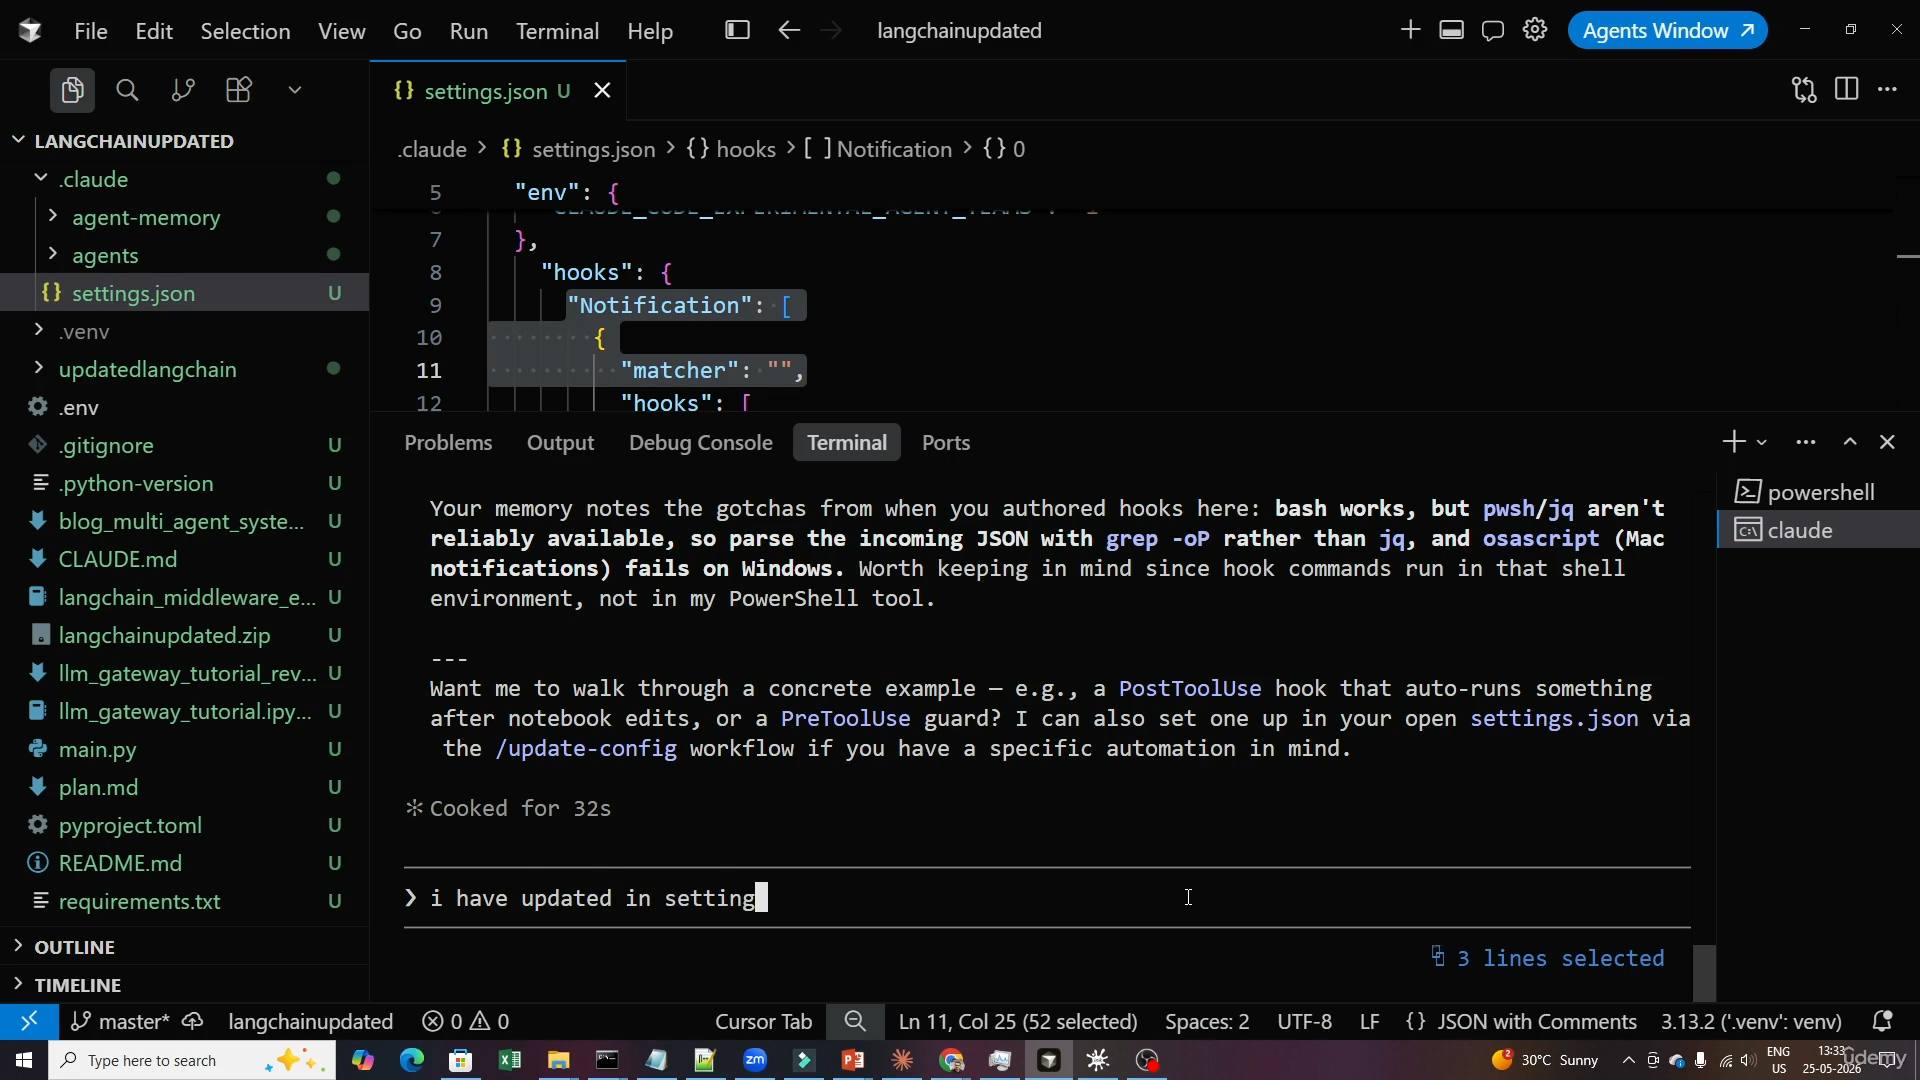 File Edit Selection View Go Run Terminal Help langchainupdated Agents Window
LANGCHAINUPDATED
.claude
agent-memory
agents
{} settings.json U
.venv
updatedlangchain
.env
.gitignore U
.python-version U
blog_multi_agent_syste... U
CLAUDE.md U
langchain_middleware_e... U
langchainupdated.zip U
llm_gateway_tutorial_rev... U
llm_gateway_tutorial.ipy... U
main.py U
plan.md U
pyproject.toml U
README.md U
requirements.txt U
OUTLINE
TIMELINE
{} settings.json U
.claude > {} settings.json > {} hooks > [ ] Notification > {} 0
5 "env": {
7 },
8 "hooks": {
9 "Notification": [
10 {
11 "matcher": "",
12 "hooks": [
Problems Output Debug Console Terminal Ports
powershell
claude
Your memory notes the gotchas from when you authored hooks here: bash works, but pwsh/jq aren't
reliably available, so parse the incoming JSON with grep -oP rather than jq, and osascript (Mac
notifications) fails on Windows. Worth keeping in mind since hook commands run in that shell
environment, not in my PowerShell tool.
---
Want me to walk through a concrete example — e.g., a PostToolUse hook that auto-runs something
after notebook edits, or a PreToolUse guard? I can also set one up in your open settings.json via
the /update-config workflow if you have a specific automation in mind.
✻ Cooked for 32s
❯ i have updated in setting
3 lines selected
master* langchainupdated 0 0 Cursor Tab Ln 11, Col 25 (52 selected) Spaces: 2 UTF-8 LF {} JSON with Comments 3.13.2 ('.venv': venv)
Type here to search 30°C Sunny ENG US 13:33 25-05-2026
udemy